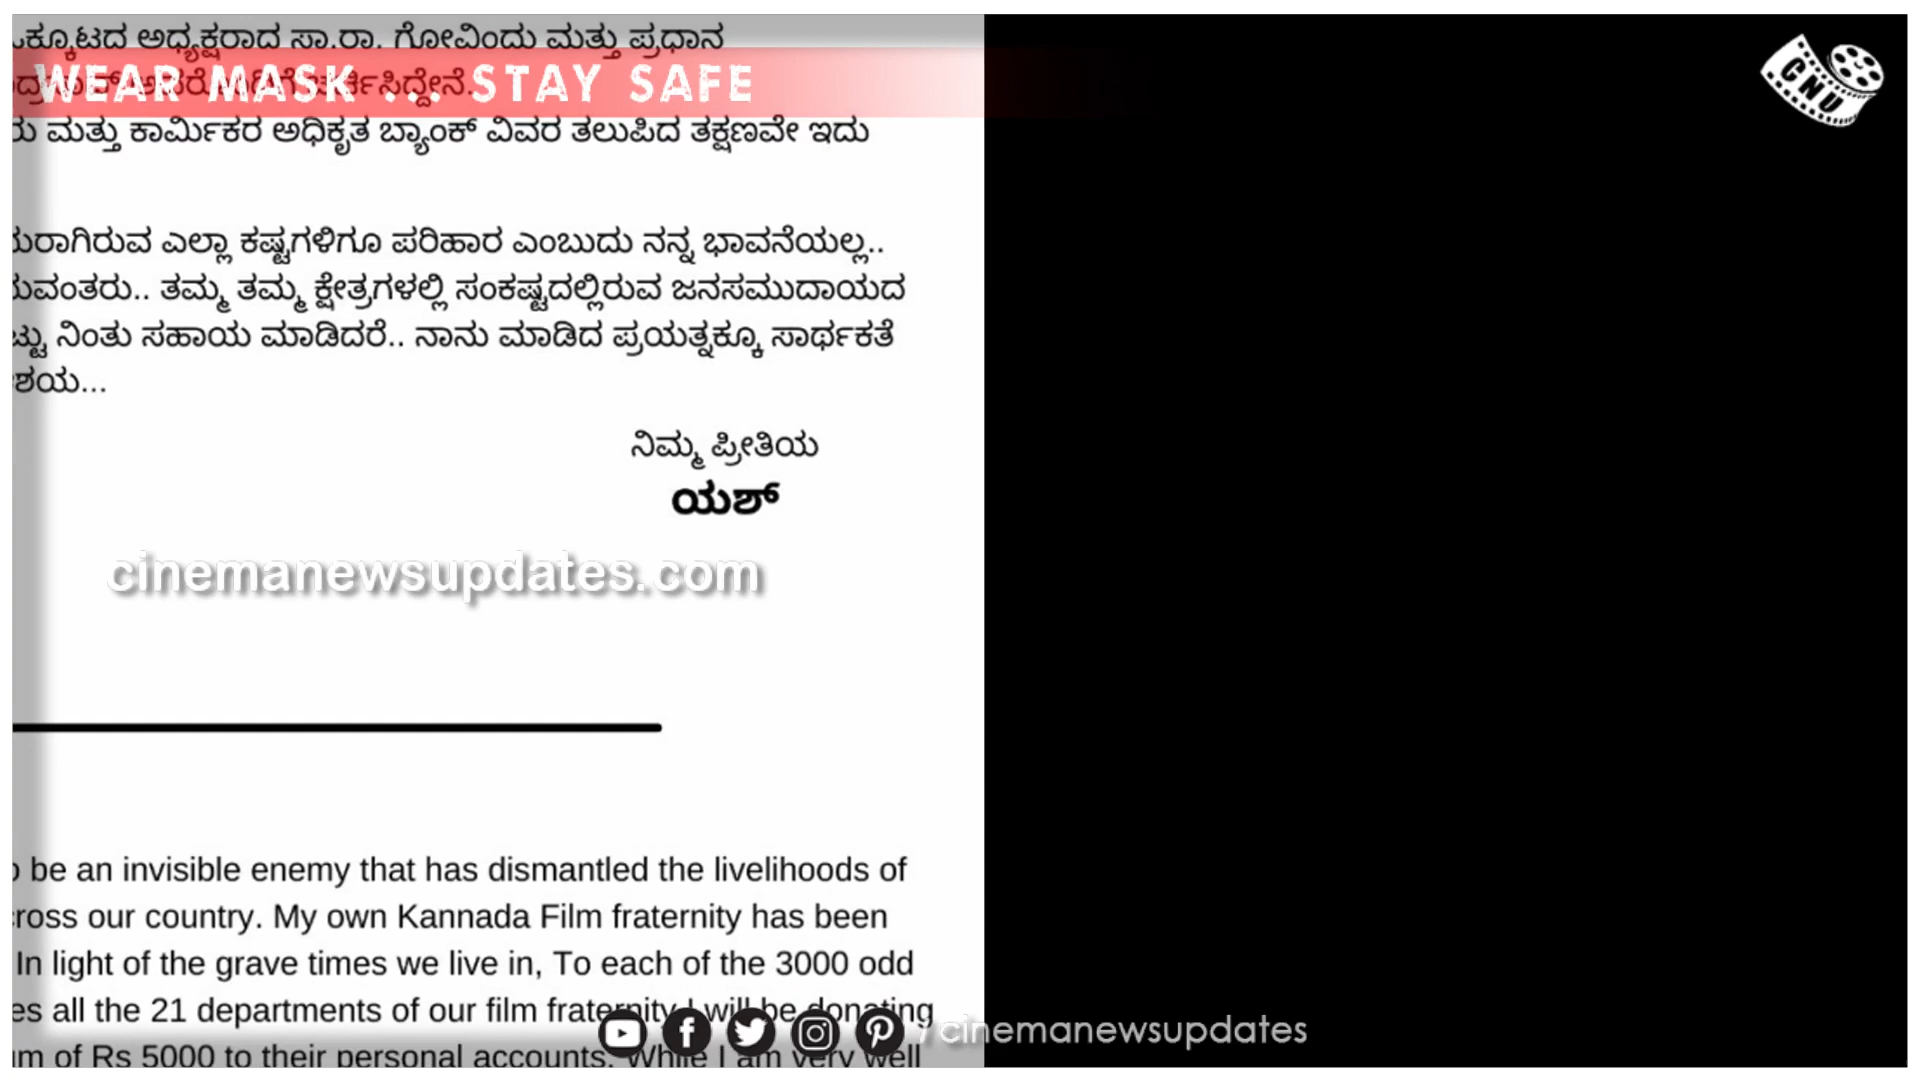 ಒಕ್ಕೂಟದ ಅಧ್ಯಕ್ಷರಾದ ಸಾ.ರಾ. ಗೋವಿಂದು ಮತ್ತು ಪ್ರಧಾನ
WEAR MASK ... STAY SAFE
CNU
ಮತ್ತು ಕಾರ್ಮಿಕರ ಅಧಿಕೃತ ಬ್ಯಾಂಕ್ ವಿವರ ತಲುಪಿದ ತಕ್ಷಣವೇ ಇದು
ಎಲ್ಲಾ ಕಷ್ಟಗಳಿಗೂ ಪರಿಹಾರ ಎಂಬುದು ನನ್ನ ಭಾವನೆಯಲ್ಲ..
ತಮ್ಮ ತಮ್ಮ ಕ್ಷೇತ್ರಗಳಲ್ಲಿ ಸಂಕಷ್ಟದಲ್ಲಿರುವ ಜನಸಮುದಾಯದ
ನಿಂತು ಸಹಾಯ ಮಾಡಿದರೆ.. ನಾನು ಮಾಡಿದ ಪ್ರಯತ್ನಕ್ಕೂ ಸಾರ್ಥಕತೆ
ಶಯ...
ನಿಮ್ಮ ಪ್ರೀತಿಯ
ಯಶ್
cinemanewsupdates.com
be an invisible enemy that has dismantled the livelihoods of
ross our country. My own Kannada Film fraternity has been
In light of the grave times we live in, To each of the 3000 odd
es all the 21 departments of our film fraternity I will be donating
m of Rs 5000 to their personal accounts. While I am very well
/ cinemanewsupdates